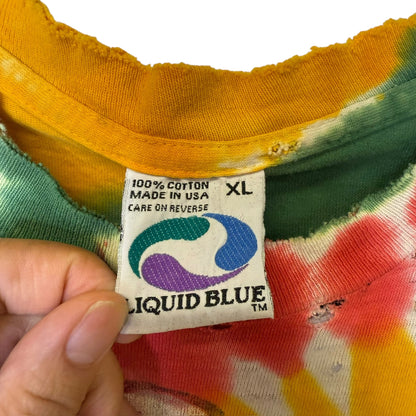 100% COTTON XL
MADE IN USA
CARE ON REVERSE
LIQUID BLUE
TM